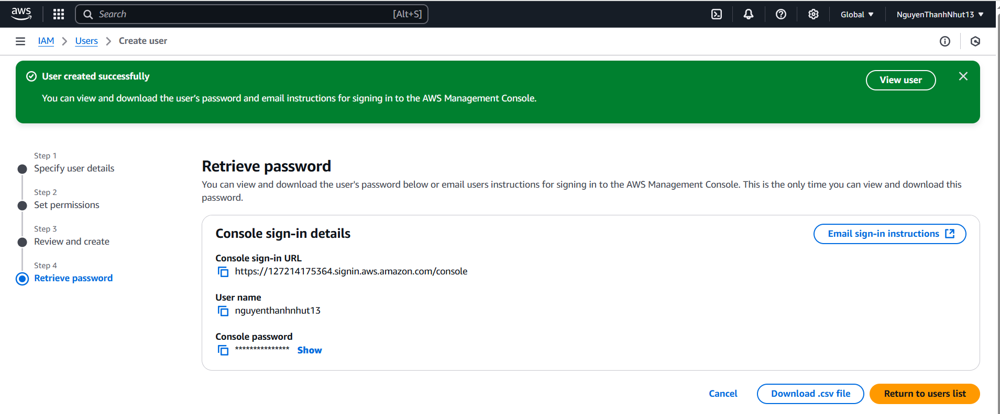 aws
Search
[Alt+S]
Global
NguyenThanhNhut13
IAM
Users
Create user
User created successfully
View user
You can view and download the user's password and email instructions for signing in to the AWS Management Console.
Step 1
Specify user details
Step 2
Set permissions
Step 3
Review and create
Step 4
Retrieve password
Retrieve password
You can view and download the user's password below or email users instructions for signing in to the AWS Management Console. This is the only time you can view and download this
password.
Console sign-in details
Email sign-in instructions
Console sign-in URL
https://127214175364.signin.aws.amazon.com/console
User name
nguyenthanhnhut13
Console password
*************** Show
Cancel
Download .csv file
Return to users list